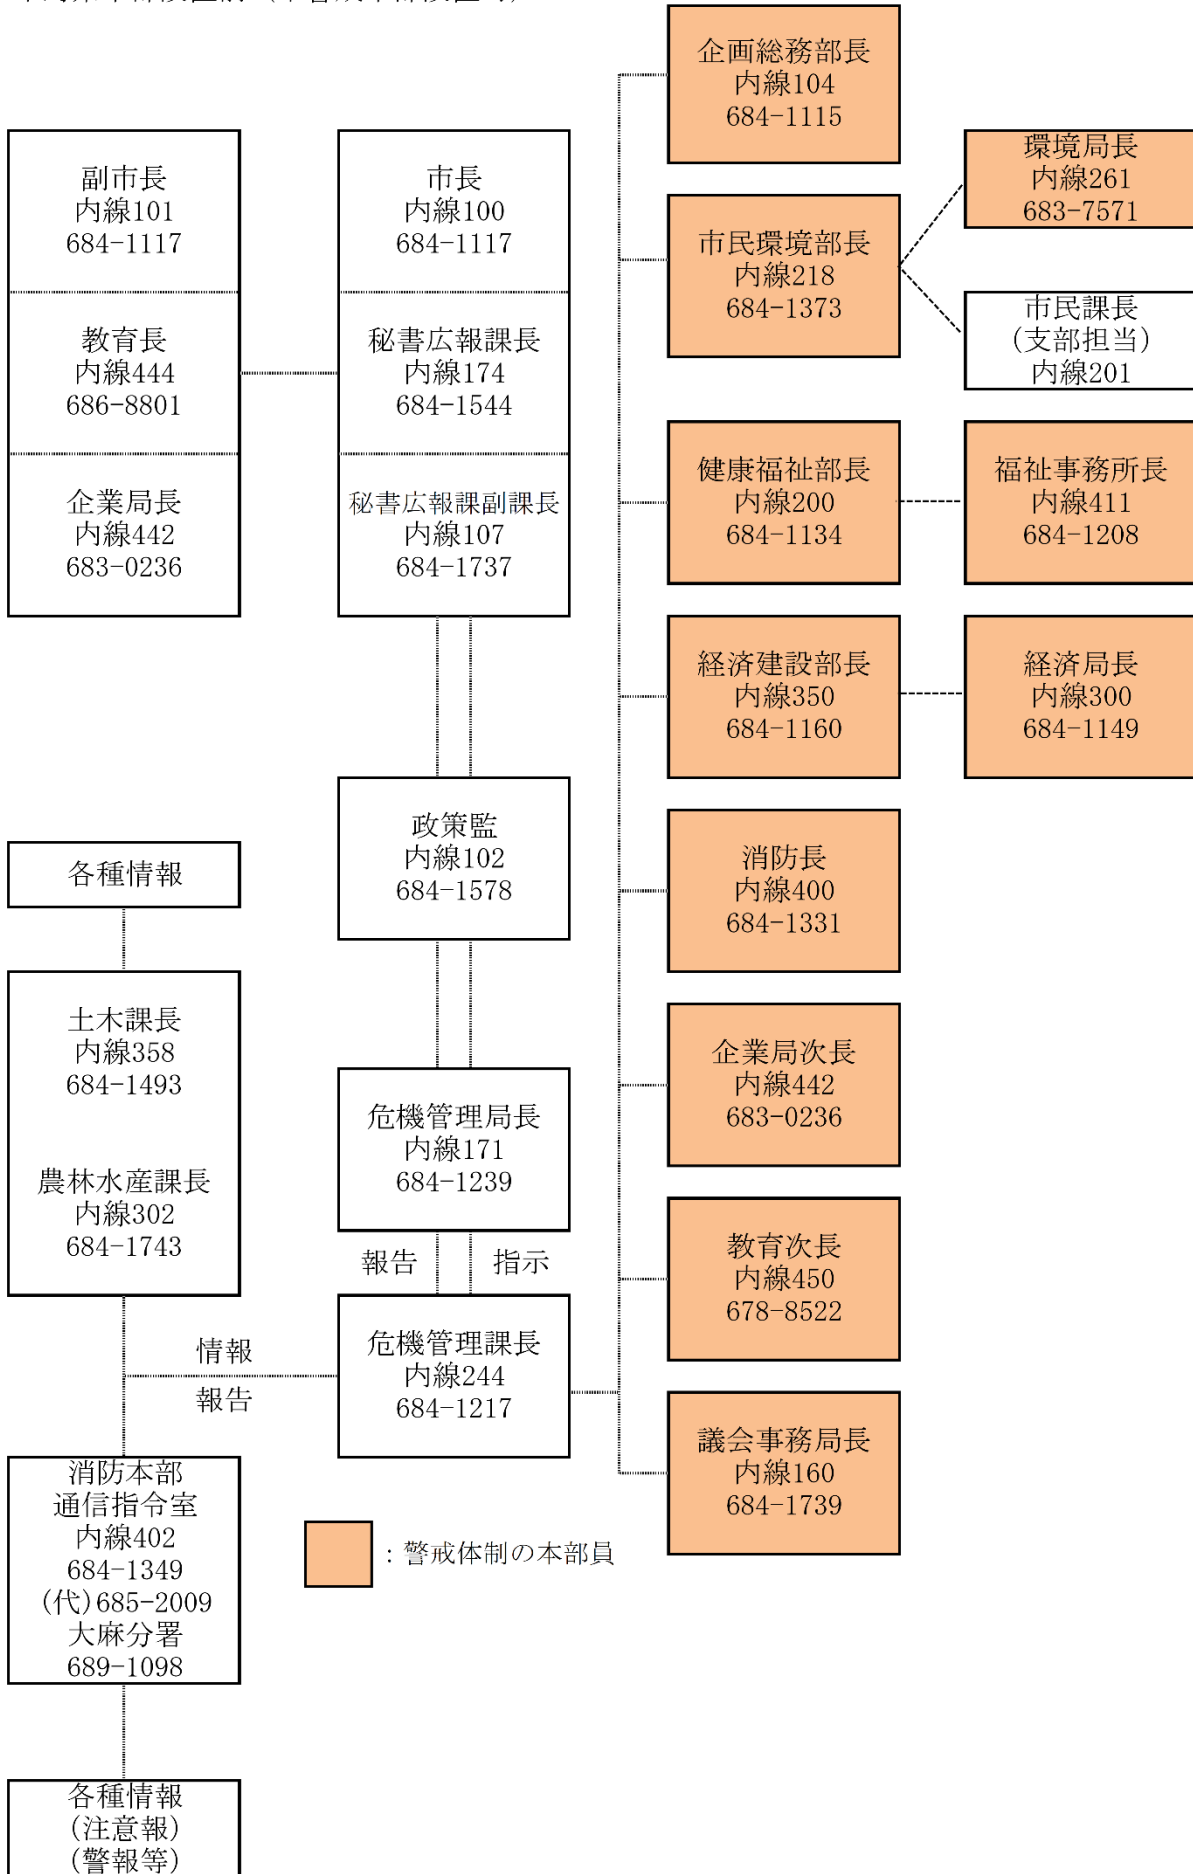 企画総務部長
内線104
684-1115
副市長
内線101
684-1117
教育長
内線444
686-8801
企業局長
内線442
683-0236
市長
内線100
684-1117
秘書広報課長
内線174
684-1544
秘書広報課副課長
内線107
684-1737
市民環境部長
内線218
684-1373
環境局長
内線261
683-7571
市民課長
(支部担当)
内線201
健康福祉部長
内線200
684-1134
福祉事務所長
内線411
684-1208
経済建設部長
内線350
684-1160
経済局長
内線300
684-1149
政策監
内線102
684-1578
消防長
内線400
684-1331
各種情報
土木課長
内線358
684-1493
農林水産課長
内線302
684-1743
危機管理局長
内線171
684-1239
報告 指示
企業局次長
内線442
683-0236
教育次長
内線450
678-8522
情報
報告
危機管理課長
内線244
684-1217
議会事務局長
内線160
684-1739
消防本部
通信指令室
内線402
684-1349
(代)685-2009
大麻分署
689-1098
：警戒体制の本部員
各種情報
(注意報)
(警報等)